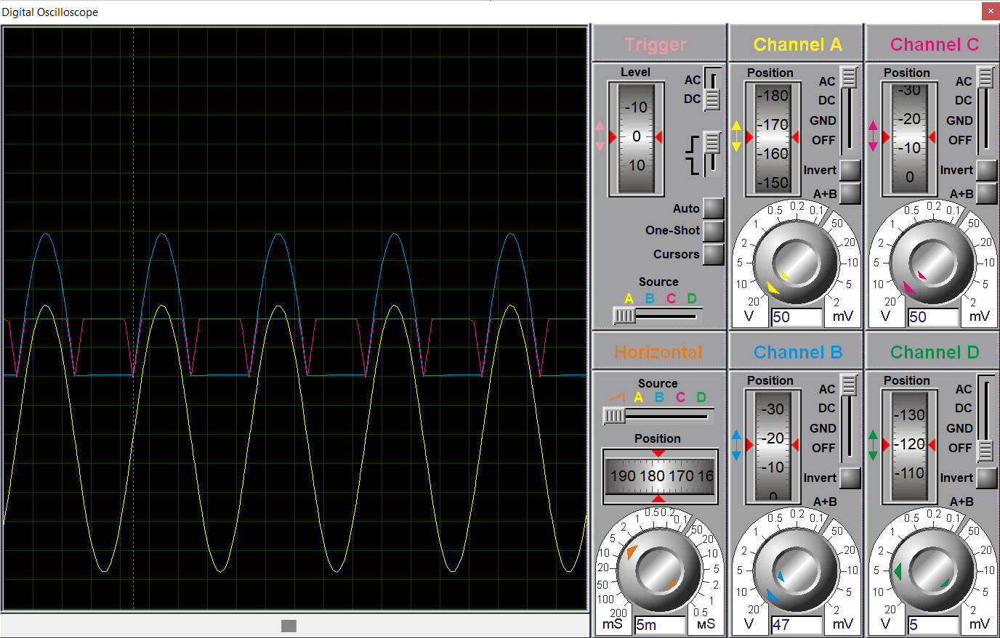 Digital Oscilloscope
Trigger
Level
AC
DC
-10
0
10
Auto
One-Shot
Cursors
Source
A B C D
Channel A
Position
AC
DC
GND
OFF
-180
-170
-160
-150
Invert
A+B
0.5 0.2 0.1
1 2 5 10 20
50 20 10 5 2
V 50 mV
Channel C
Position
AC
DC
GND
OFF
-30
-20
-10
0
Invert
A+B
0.5 0.2 0.1
1 2 5 10 20
50 20 10 5 2
V 50 mV
Horizontal
Source
A B C D
Position
190 180 170 16
1 0.5 0.2 0.1
2 5 10 20 50 100 200
50 20 10 5 2 1 0.5
mS 5m мS
Channel B
Position
AC
DC
GND
OFF
-30
-20
-10
0
Invert
A+B
0.5 0.2 0.1
1 2 5 10 20
50 20 10 5 2
V 47 mV
Channel D
Position
AC
DC
GND
OFF
-130
-120
-110
Invert
A+B
0.5 0.2 0.1
1 2 5 10 20
50 20 10 5 2
V 5 mV